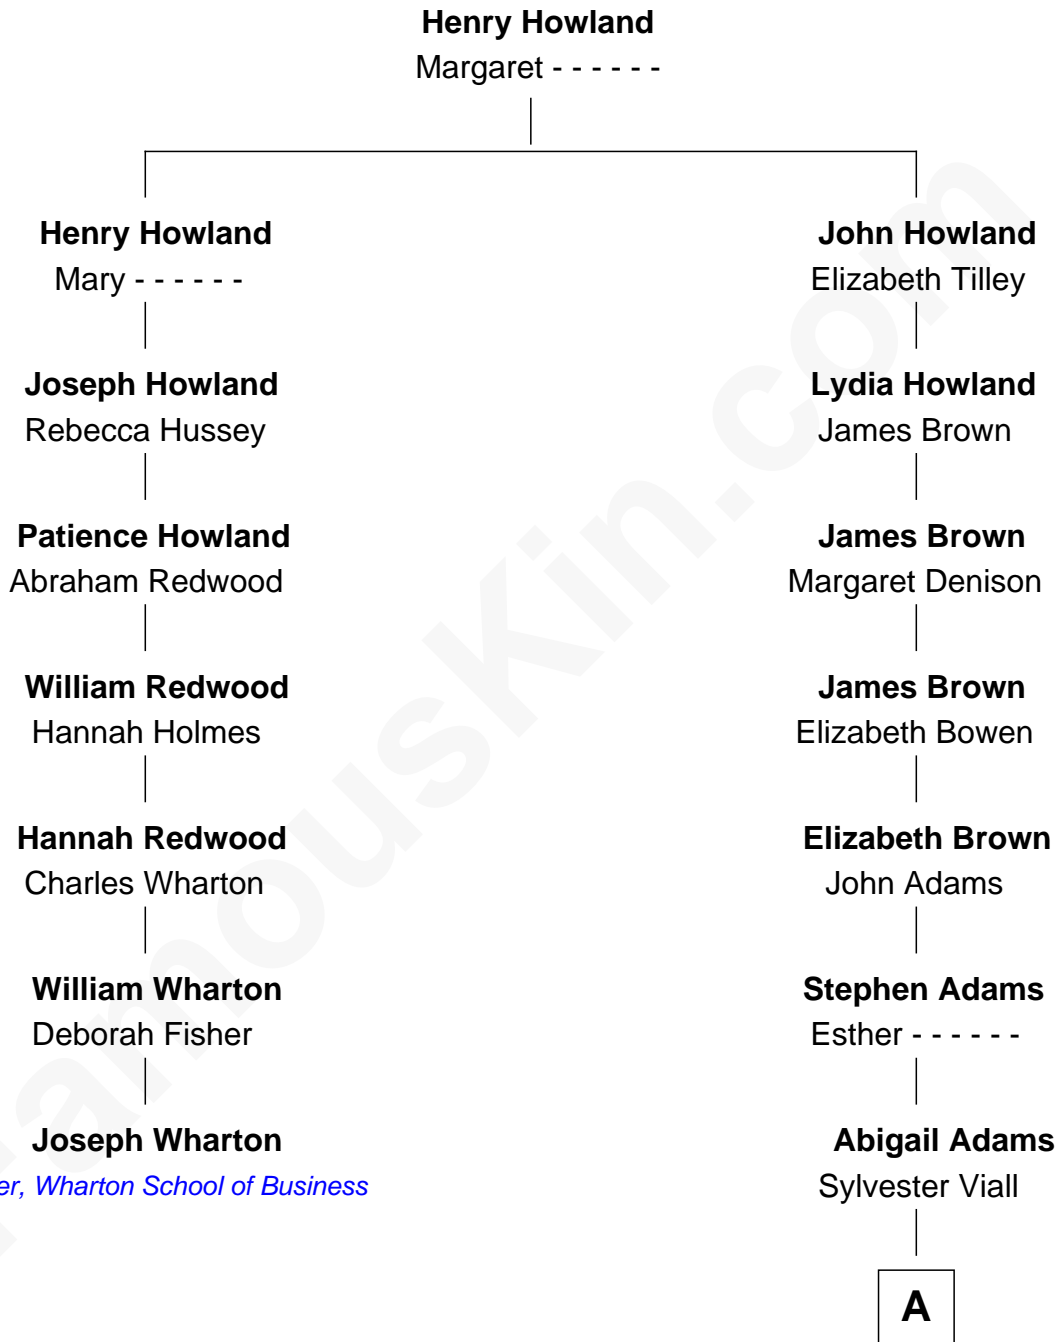 Henry Howland
Margaret - - - - - -
Henry Howland
Mary - - - - - -
Joseph Howland
Rebecca Hussey
Patience Howland
Abraham Redwood
William Redwood
Hannah Holmes
Hannah Redwood
Charles Wharton
William Wharton
Deborah Fisher
Joseph Wharton
Wharton School of Business
John Howland
Elizabeth Tilley
Lydia Howland
James Brown
James Brown
Margaret Denison
James Brown
Elizabeth Bowen
Elizabeth Brown
John Adams
Stephen Adams
Esther - - - - - -
Abigail Adams
Sylvester Viall
A
FamousKin.com